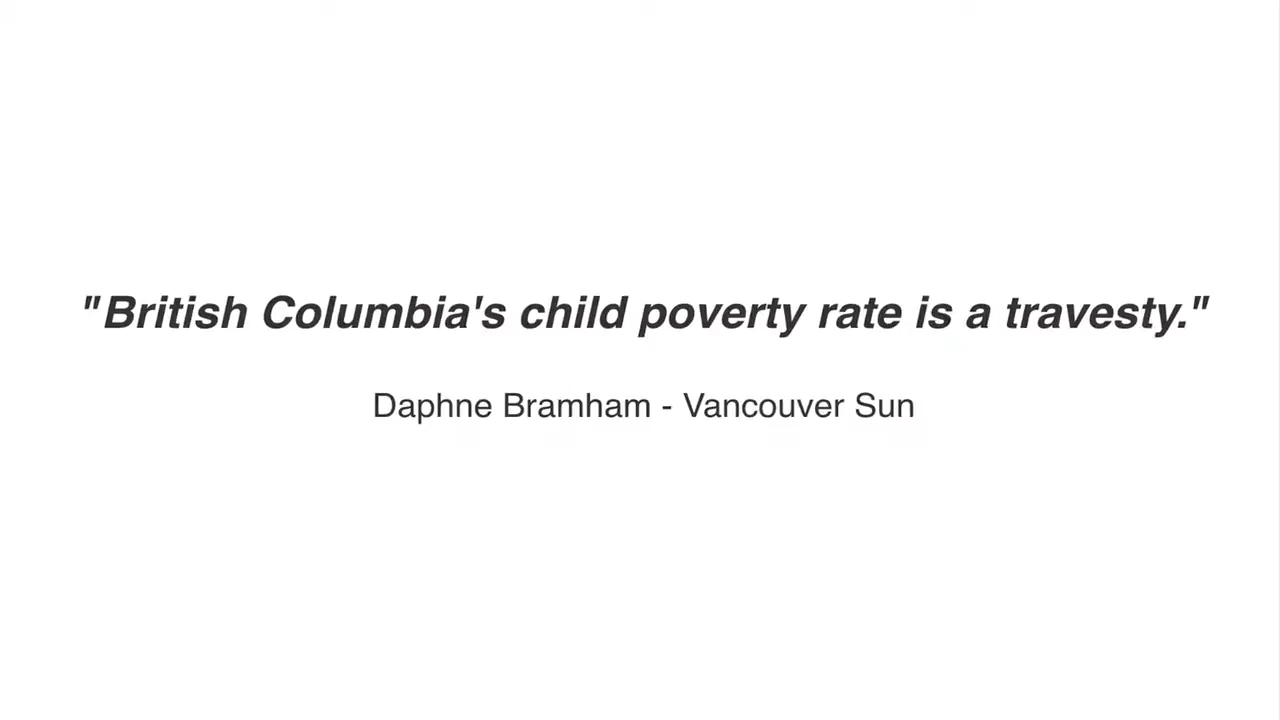 "British Columbia's child poverty rate is a travesty."
Daphne Bramham - Vancouver Sun